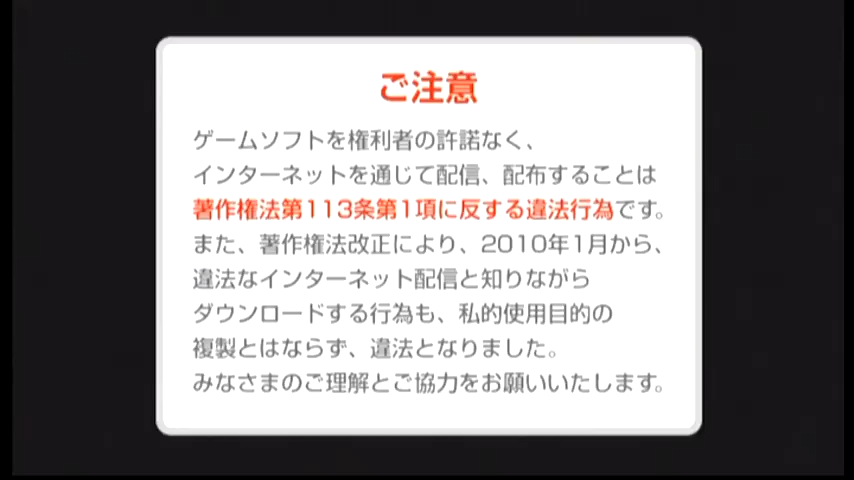 ご注意
ゲームソフトを権利者の許諾なく、
インターネットを通じて配信、配布することは
著作権法第113条第1項に反する違法行為です。
また、著作権法改正により、2010年1月から、
違法なインターネット配信と知りながら
ダウンロードする行為も、私的使用目的の
複製とはならず、違法となりました。
みなさまのご理解とご協力をお願いいたします。